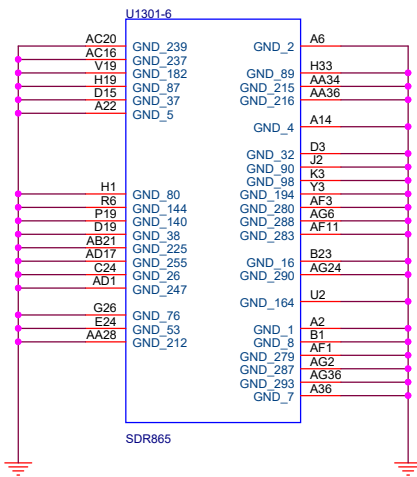 U1301-6
AC20 GND_239 GND_2 A6
AC16 GND_237
V19 GND_182 GND_89 H33
H19 GND_87 GND_215 AA34
D15 GND_37 GND_216 AA36
A22 GND_5
GND_4 A14
GND_32 D3
GND_90 J2
GND_98 K3
H1 GND_80 GND_194 Y3
R6 GND_144 GND_280 AF3
P19 GND_140 GND_288 AG6
D19 GND_38 GND_283 AF11
AB21 GND_225
AD17 GND_255 GND_16 B23
C24 GND_26 GND_290 AG24
AD1 GND_247
GND_164 U2
G26 GND_76
E24 GND_53 GND_1 A2
AA28 GND_212 GND_8 B1
GND_279 AF1
GND_287 AG2
GND_293 AG36
GND_7 A36
SDR865